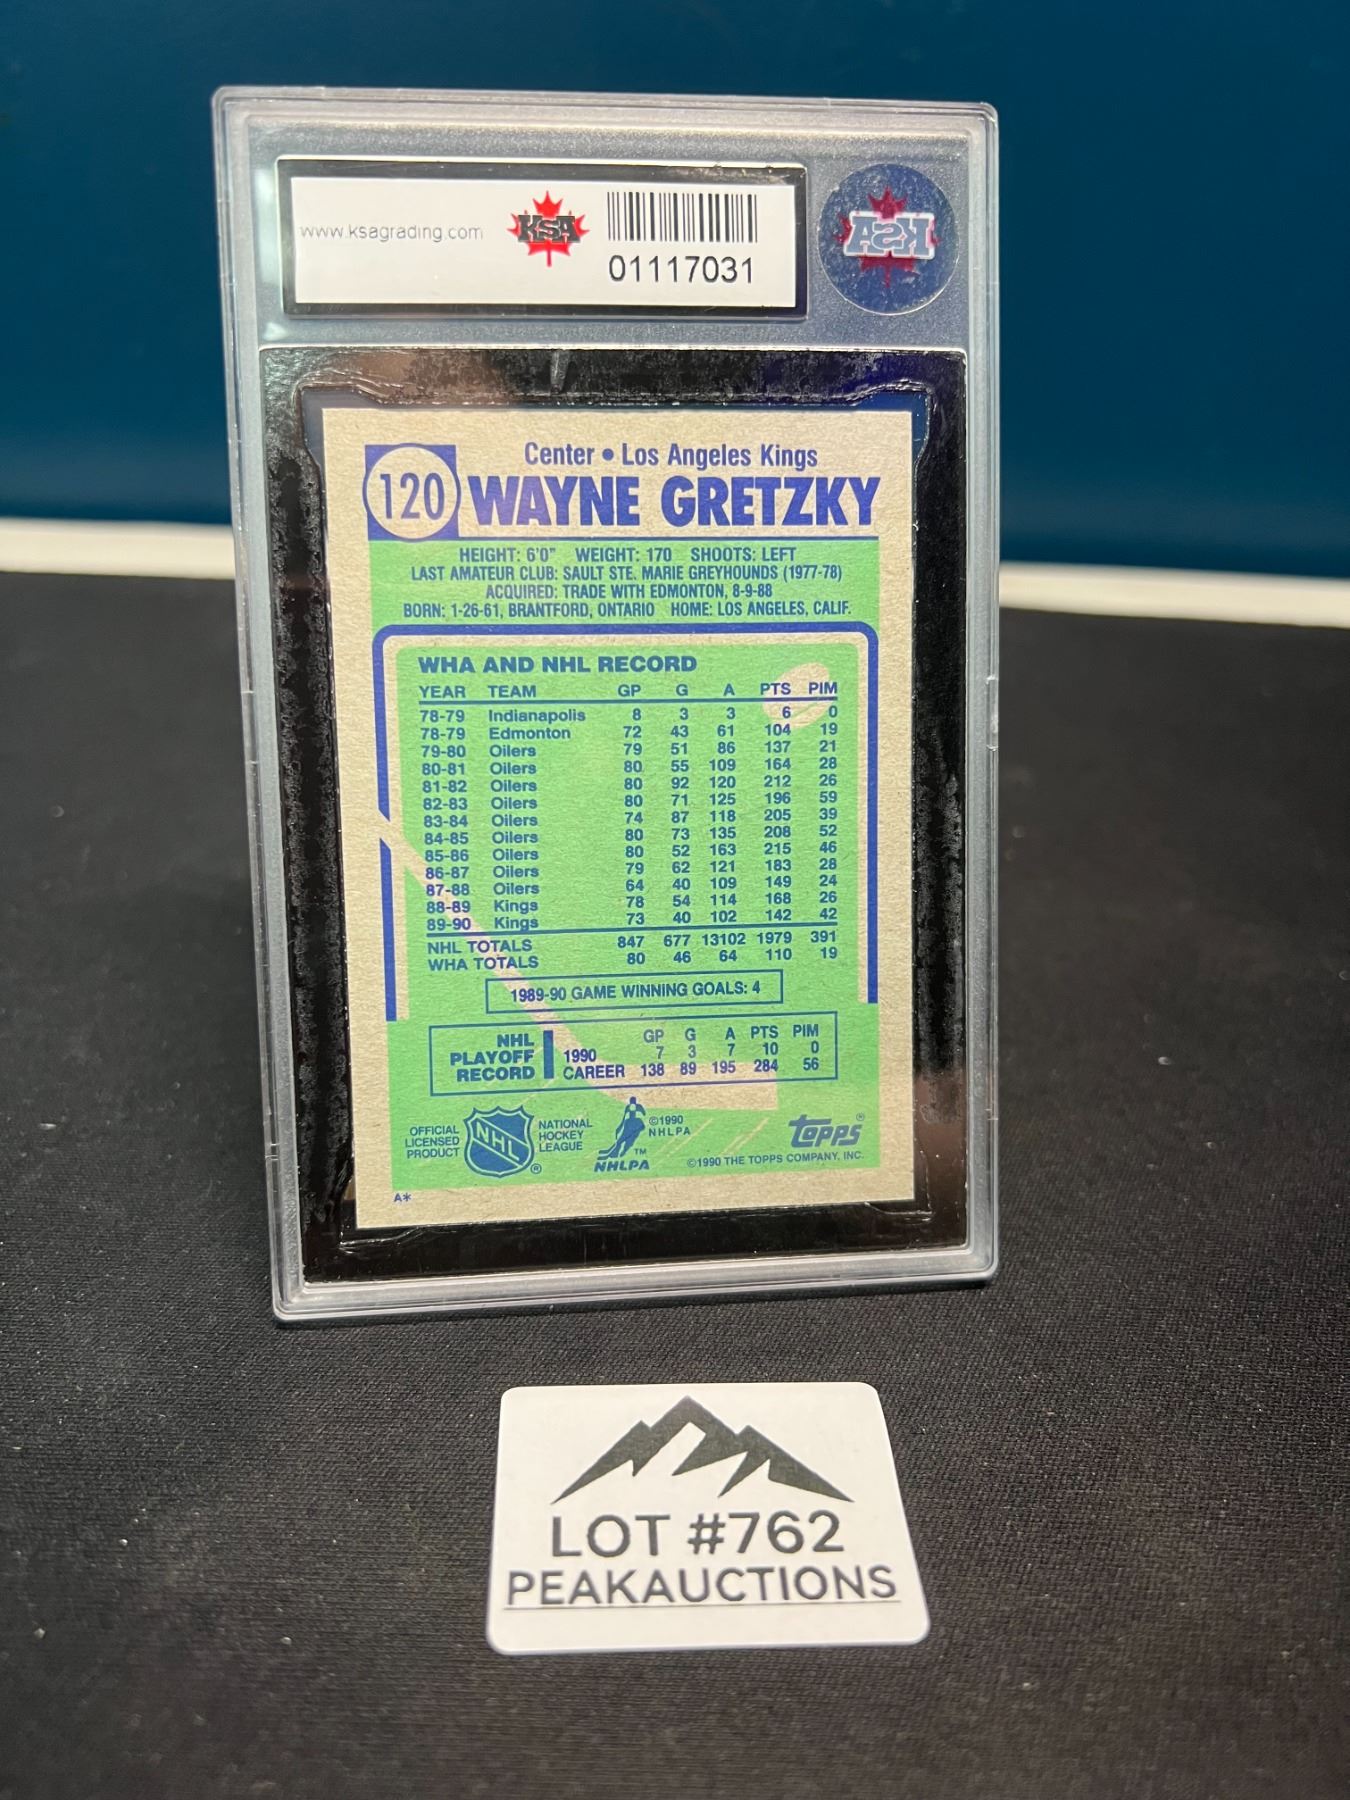 www.ksagrading.com KSA
01117031
KSA
120
Center • Los Angeles Kings
WAYNE GRETZKY
HEIGHT: 6'0" WEIGHT: 170 SHOOTS: LEFT
LAST AMATEUR CLUB: SAULT STE. MARIE GREYHOUNDS (1977-78)
ACQUIRED: TRADE WITH EDMONTON, 8-9-88
BORN: 1-26-61, BRANTFORD, ONTARIO HOME: LOS ANGELES, CALIF.
WHA AND NHL RECORD
YEAR TEAM GP G A PTS PIM
78-79 Indianapolis 8 3 3 6 0
78-79 Edmonton 72 43 61 104 19
79-80 Oilers 79 51 86 137 21
80-81 Oilers 80 55 109 164 28
81-82 Oilers 80 92 120 212 26
82-83 Oilers 80 71 125 196 59
83-84 Oilers 74 87 118 205 39
84-85 Oilers 80 73 135 208 52
85-86 Oilers 80 52 163 215 46
86-87 Oilers 79 62 121 183 28
87-88 Oilers 64 40 109 149 24
88-89 Kings 78 54 114 168 26
89-90 Kings 73 40 102 142 42
NHL TOTALS 847 677 13102 1979 391
WHA TOTALS 80 46 64 110 19
1989-90 GAME WINNING GOALS: 4
NHL PLAYOFF RECORD
GP G A PTS PIM
1990 7 3 7 10 0
CAREER 138 89 195 284 56
OFFICIAL LICENSED PRODUCT
NHL ®
NATIONAL HOCKEY LEAGUE
™
NHLPA
©1990 NHLPA
TOPPS®
©1990 THE TOPPS COMPANY, INC.
A*
LOT #762
PEAKAUCTIONS